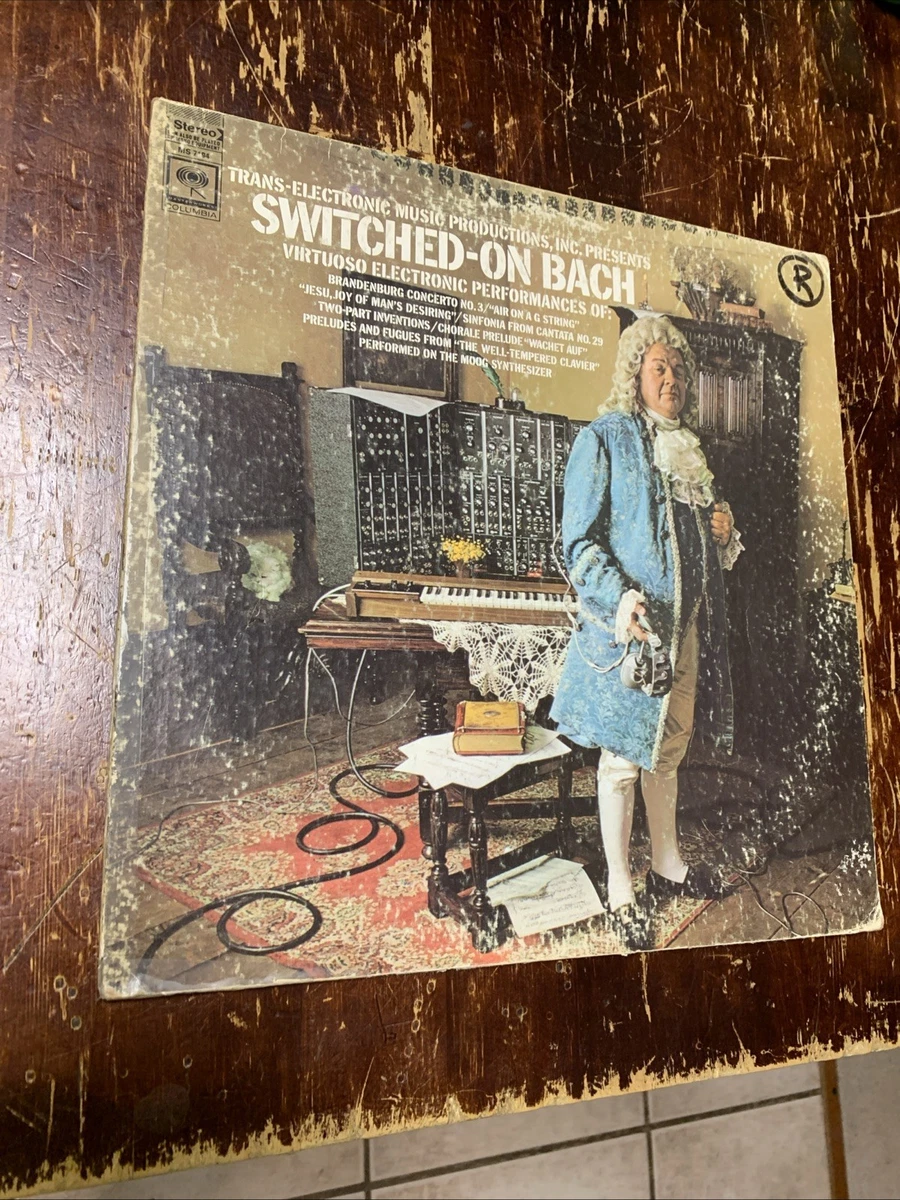 Stereo
MS 7
COLUMBIA
TRANS-ELECTRONIC MUSIC PRODUCTIONS, INC. PRESENTS
SWITCHED-ON BACH
VIRTUOSO ELECTRONIC PERFORMANCES OF:
BRANDENBURG CONCERTO NO. 3/"AIR ON A G STRING"
"JESU, JOY OF MAN'S DESIRING"/SINFONIA FROM CANTATA NO. 29
TWO-PART INVENTIONS/CHORALE PRELUDE "WACHET AUF"
PRELUDES AND FUGUES FROM "THE WELL-TEMPERED CLAVIER"
PERFORMED ON THE MOOG SYNTHESIZER
R